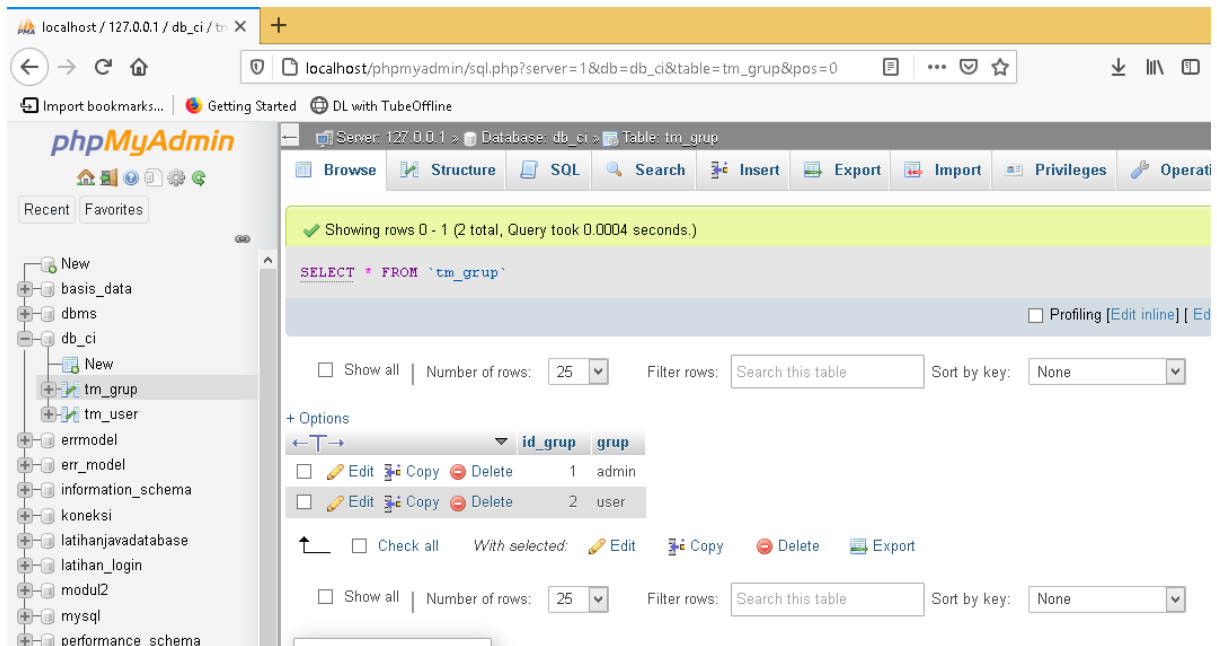 localhost / 127.0.0.1 / db_ci / tm
localhost/phpmyadmin/sql.php?server=1&db=db_ci&table=tm_grup&pos=0
Import bookmarks... Getting Started DL with TubeOffline
phpMyAdmin
Recent Favorites
New
basis_data
dbms
db_ci
New
tm_grup
tm_user
errmodel
err_model
information_schema
koneksi
latihanjavadatabase
latihan_login
modul2
mysql
performance_schema
Server: 127.0.0.1 » Database: db_ci » Table: tm_grup
Browse Structure SQL Search Insert Export Import Privileges Operati
Showing rows 0 - 1 (2 total, Query took 0.0004 seconds.)
SELECT * FROM `tm_grup`
Profiling [Edit inline] [ Ed
Show all | Number of rows: 25 Filter rows: Search this table Sort by key: None
+ Options
id_grup grup
Edit Copy Delete 1 admin
Edit Copy Delete 2 user
Check all With selected: Edit Copy Delete Export
Show all | Number of rows: 25 Filter rows: Search this table Sort by key: None